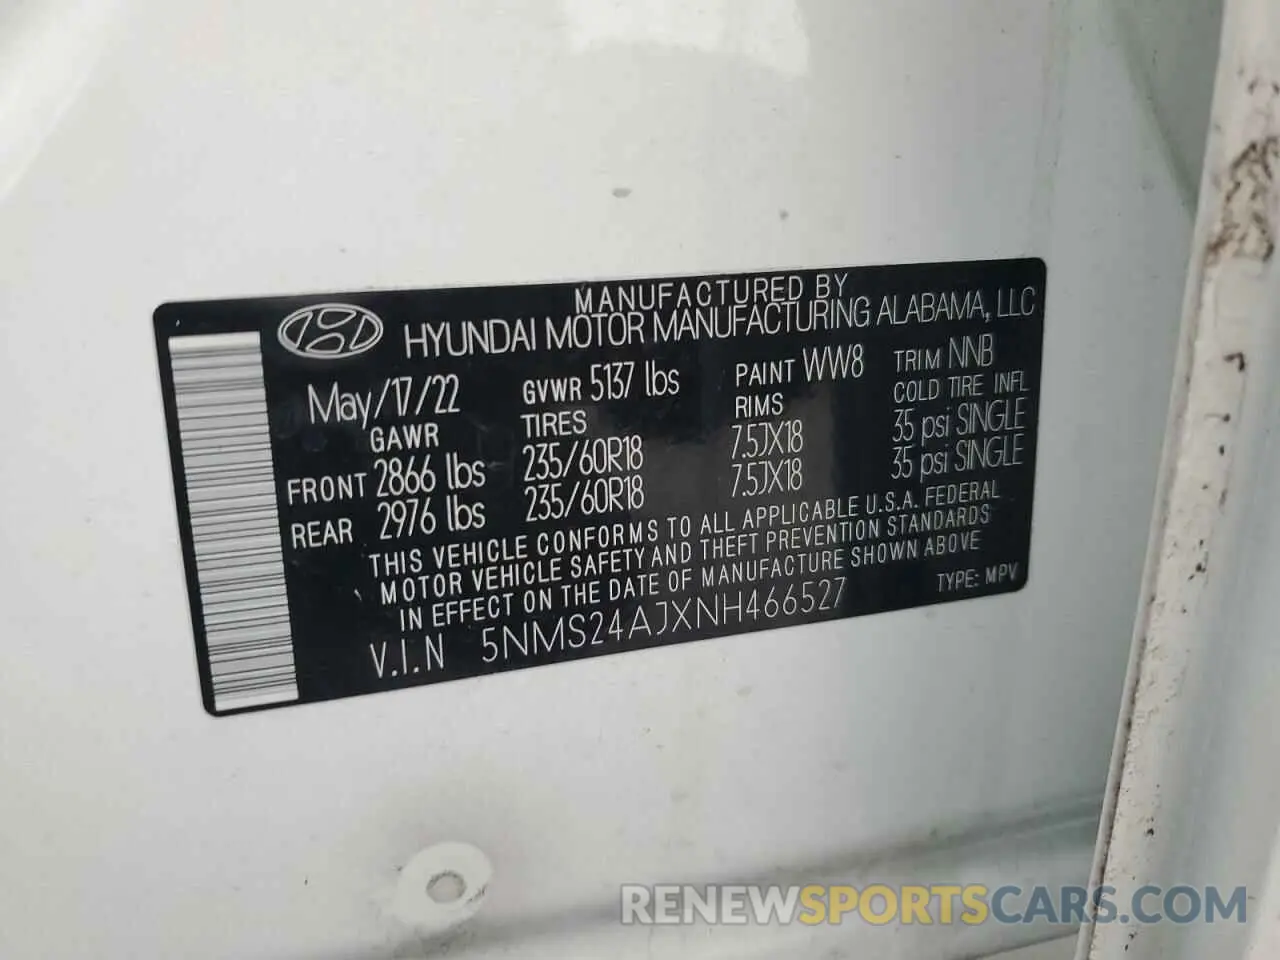 MANUFACTURED BY
HYUNDAI MOTOR MANUFACTURING ALABAMA, LLC
May/17/22 GVWR 5137 lbs PAINT WW8 TRIM NNB
GAWR TIRES RIMS COLD TIRE INFL
FRONT 2866 lbs 235/60R18 7.5JX18 35 psi SINGLE
REAR 2976 lbs 235/60R18 7.5JX18 35 psi SINGLE
THIS VEHICLE CONFORMS TO ALL APPLICABLE U.S.A. FEDERAL
MOTOR VEHICLE SAFETY AND THEFT PREVENTION STANDARDS
IN EFFECT ON THE DATE OF MANUFACTURE SHOWN ABOVE
V.I.N 5NMS24AJXNH466527 TYPE: MPV
RENEWSPORTSCARS.COM